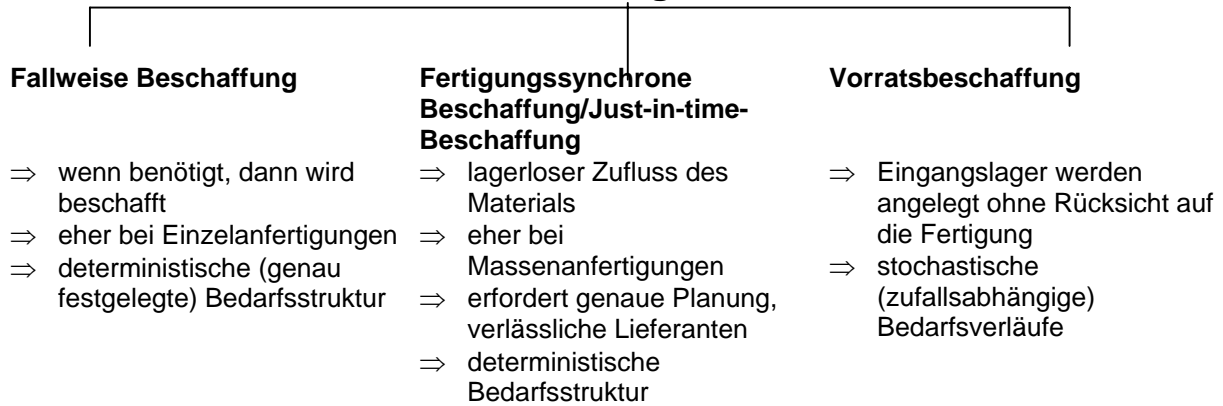 Fallweise Beschaffung
⇒ wenn benötigt, dann wird
beschafft
⇒ eher bei Einzelanfertigungen
⇒ deterministische (genau
festgelegte) Bedarfsstruktur
Fertigungssynchrone
Beschaffung/Just-in-time-
Beschaffung
⇒ lagerloser Zufluss des
Materials
⇒ eher bei
Massenanfertigungen
⇒ erfordert genaue Planung,
verlässliche Lieferanten
⇒ deterministische
Bedarfsstruktur
Vorratsbeschaffung
⇒ Eingangslager werden
angelegt ohne Rücksicht auf
die Fertigung
⇒ stochastische
(zufallsabhängige)
Bedarfsverläufe